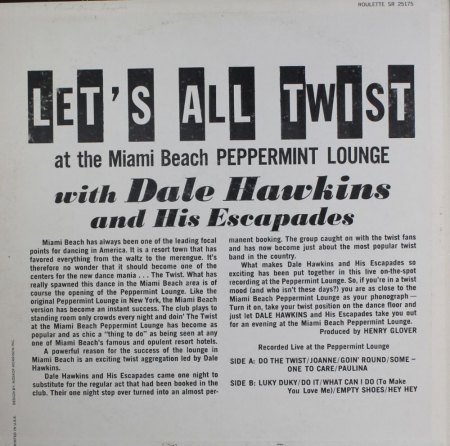 ROULETTE SR 25175
LET'S ALL TWIST
at the Miami Beach PEPPERMINT LOUNGE
with Dale Hawkins
and His Escapades
Miami Beach has always been one of the leading focal
points for dancing in America. It is a resort town that has
favored everything from the waltz to the merengue. It's
therefore no wonder that it should become one of the
centers for the new dance mania . . . The Twist. What has
really spawned this dance in the Miami Beach area is of
course the opening of the Peppermint Lounge. Like the
original Peppermint Lounge in New York, the Miami Beach
version has become an instant success. The club plays to
standing room only crowds every night and doin' The Twist
at the Miami Beach Peppermint Lounge has become as
popular and as chic a "thing to do" as being seen at any
one of Miami Beach's famous and opulent resort hotels.
A powerful reason for the success of the lounge in
Miami Beach is an exciting twist aggregation led by Dale
Hawkins.
Dale Hawkins and His Escapades came one night to
substitute for the regular act that had been booked in the
club. Their one night stop over turned into an almost per-
manent booking. The group caught on with the twist fans
and has now become just about the most popular twist
band in the country.
What makes Dale Hawkins and His Escapades so
exciting has been put together in this live on-the-spot
recording at the Peppermint Lounge. So, if you're in a twist
mood (and who isn't these days?) you are as close to the
Miami Beach Peppermint Lounge as your phonograph —
Turn it on, take your twist position on the dance floor and
just let DALE HAWKINS and His Escapades take you out
for an evening at the Miami Beach Peppermint Lounge.
Produced by HENRY GLOVER
Recorded Live at the Peppermint Lounge
SIDE A: DO THE TWIST/JOANNE/GOIN' ROUND/SOME –
ONE TO CARE/PAULINA
SIDE B: LUKY DUKY/DO IT/WHAT CAN I DO (To Make
You Love Me)/EMPTY SHOES/HEY HEY
PRINTED IN U.S.A.